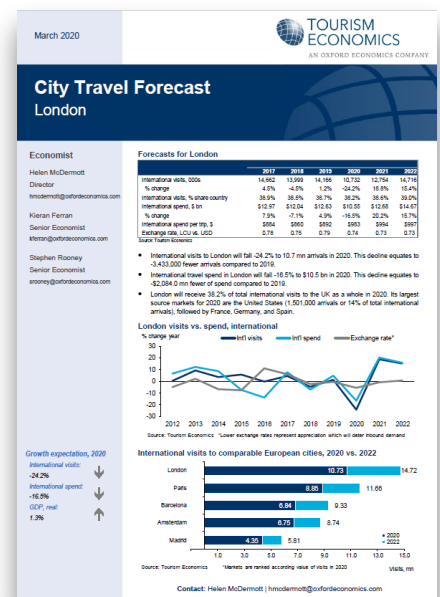 March 2020
TOURISM
ECONOMICS
AN OXFORD ECONOMICS COMPANY
City Travel Forecast
London
Economist
Helen McDermott
Director
hmcdermott@oxfordeconomics.com
Kieran Ferran
Senior Economist
kferran@oxfordeconomics.com
Stephen Rooney
Senior Economist
srooney@oxfordeconomics.com
Forecasts for London
2017 2018 2019 2020 2021 2022
International visits, 000s 14,662 13,999 14,166 10,732 12,754 14,716
% change 4.5% -4.5% 1.2% -24.2% 18.8% 15.4%
International visits, % share country 38.9% 38.6% 38.7% 38.2% 38.6% 39.0%
International spend, $ bn $12.97 $12.04 $12.63 $10.55 $12.68 $14.67
% change 7.9% -7.1% 4.9% -16.5% 20.2% 15.7%
International spend per trip, $ $884 $860 $892 $983 $994 $997
Exchange rate, LCU vs. USD 0.78 0.75 0.79 0.74 0.73 0.73
Source: Tourism Economics
• International visits to London will fall -24.2% to 10.7 mn arrivals in 2020. This decline equates to
-3,433,000 fewer arrivals compared to 2019.
• International travel spend in London will fall -16.5% to $10.5 bn in 2020. This decline equates to
-$2,084.0 mn fewer of spend compared to 2019.
• London will receive 38.2% of total international visits to the UK as a whole in 2020. Its largest
source markets for 2020 are the United States (1,501,000 arrivals or 14% of total international
arrivals), followed by France, Germany, and Spain.
London visits vs. spend, international
% change year
Int'l visits Int'l spend Exchange rate*
30
20
10
0
-10
-20
-30
2012 2013 2014 2015 2016 2017 2018 2019 2020 2021 2022
Source: Tourism Economics *Lower exchange rates represent appreciation which will deter inbound demand
Growth expectation, 2020
International visits:
-24.2%
International spend:
-16.5%
GDP, real:
1.3%
International visits to comparable European cities, 2020 vs. 2022
London 10.73 14.72
Paris 8.85 11.66
Barcelona 6.84 9.33
Amsterdam 6.75 8.74
Madrid 4.35 5.81
2020
2022
1.0 3.0 5.0 7.0 9.0 11.0 13.0 15.0
Source: Tourism Economics *Markets are ranked according value of visits in 2020 Visits, mn
Contact: Helen McDermott | hmcdermott@oxfordeconomics.com